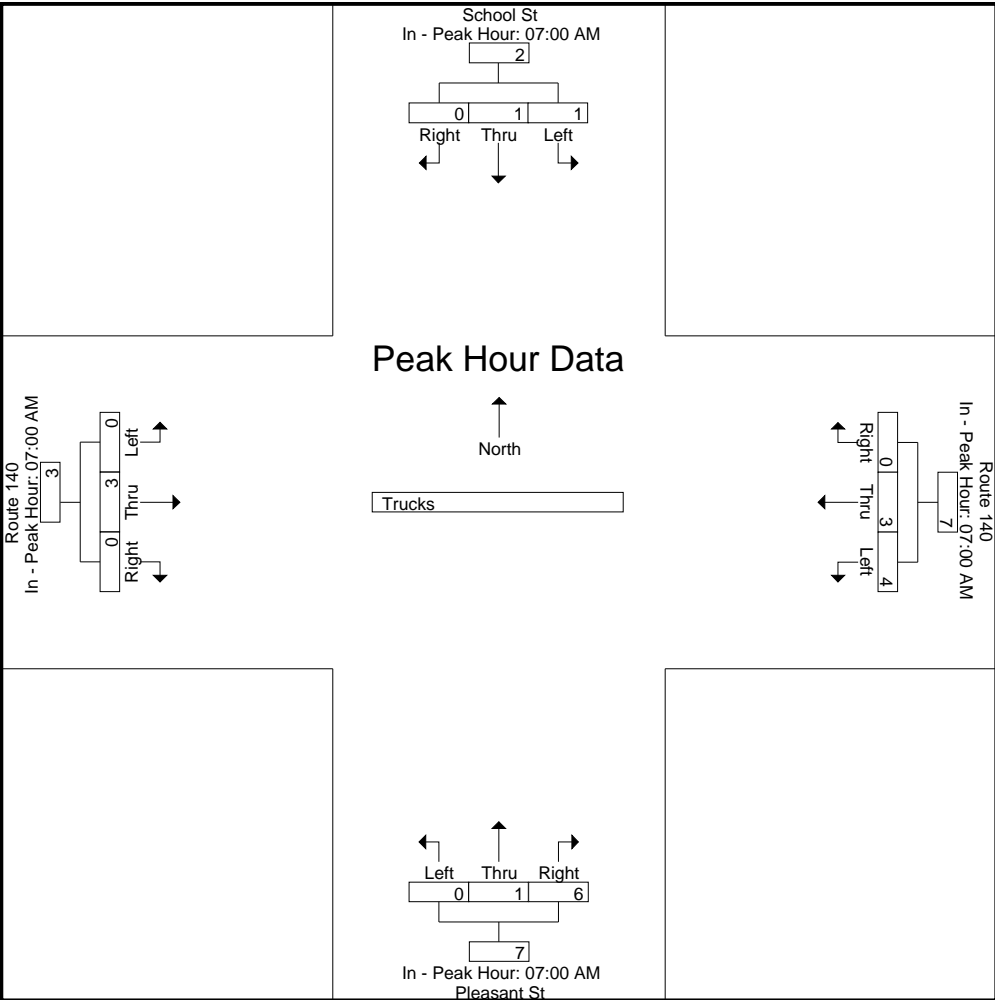 School St
In - Peak Hour: 07:00 AM
2
0 1 1
Right Thru Left
Peak Hour Data
North
Trucks
Route 140
In - Peak Hour: 07:00 AM
3
0 3 0
Left Thru Right
Route 140
In - Peak Hour: 07:00 AM
7
0 3 4
Right Thru Left
Left Thru Right
0 1 6
7
In - Peak Hour: 07:00 AM
Pleasant St